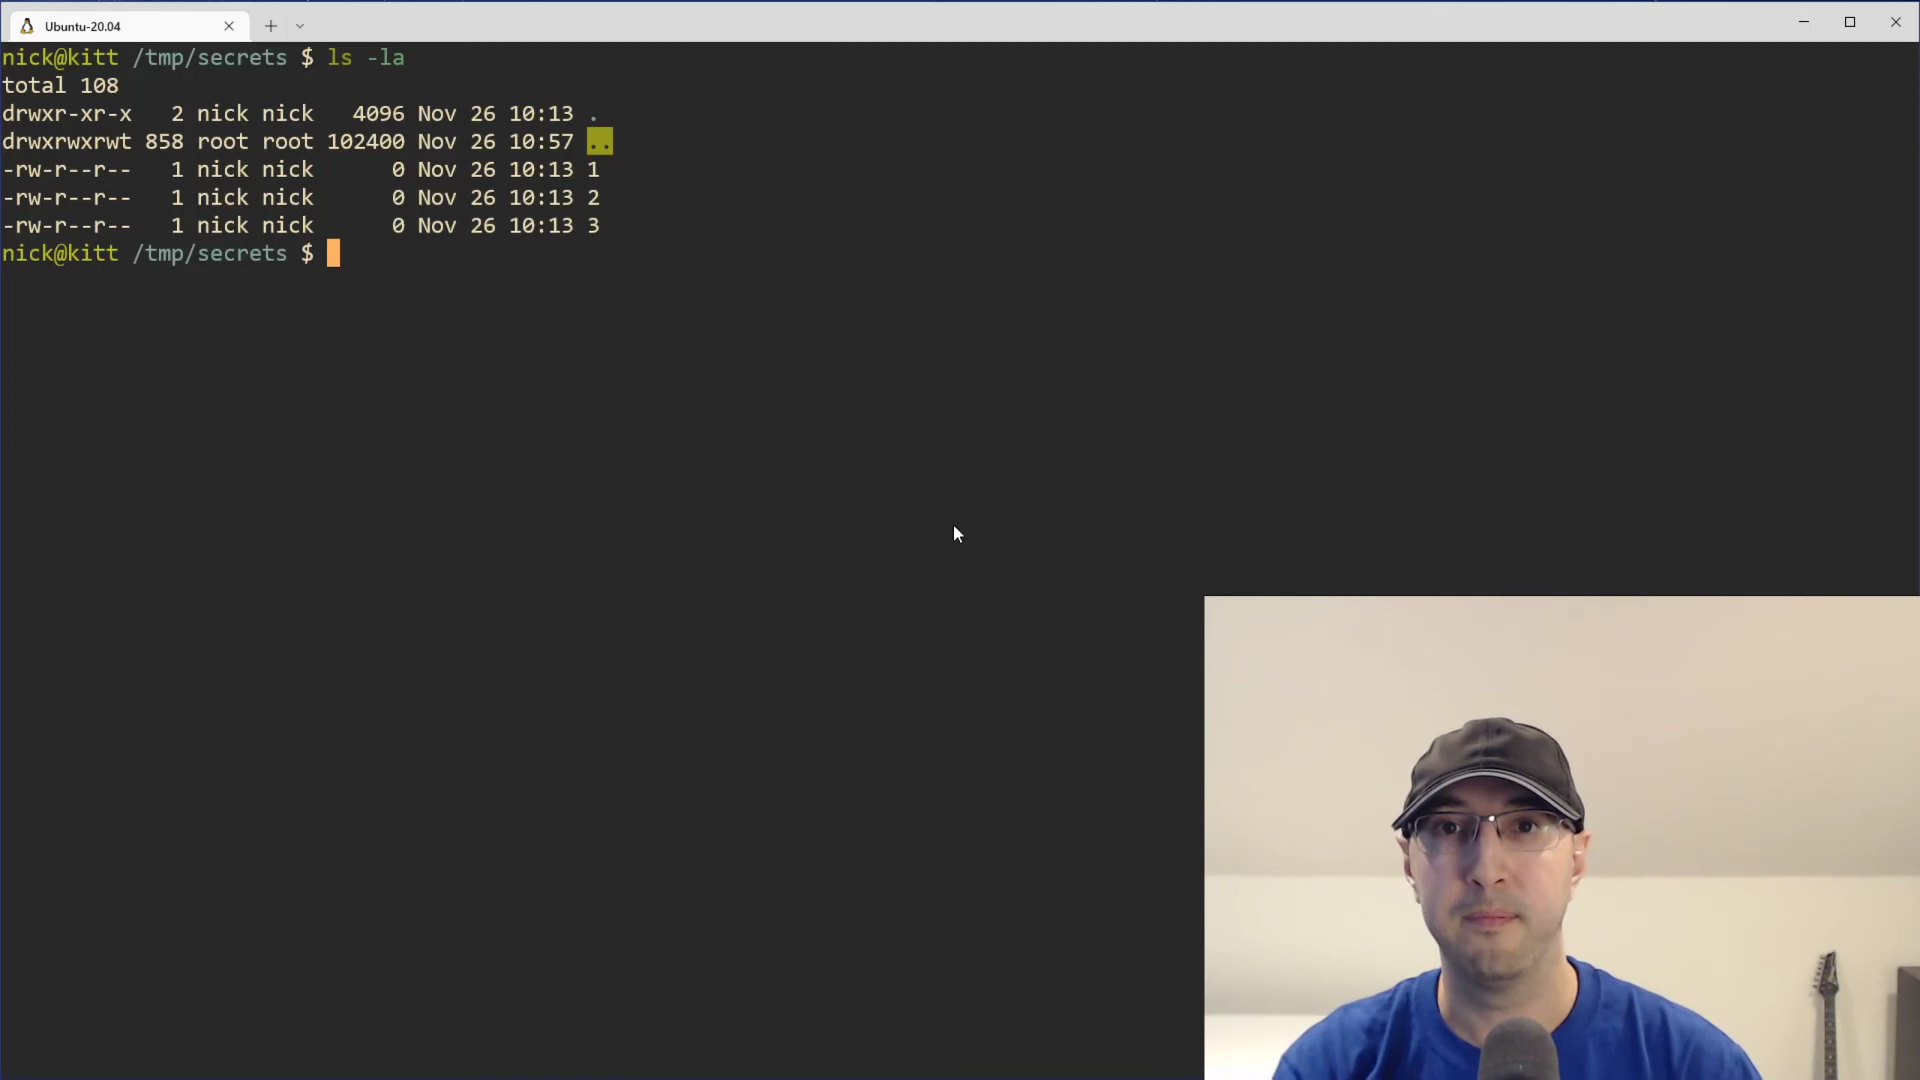 Ubuntu-20.04
nick@kitt /tmp/secrets $ ls -la
total 108
drwxr-xr-x   2 nick nick   4096 Nov 26 10:13 .
drwxrwxrwt 858 root root 102400 Nov 26 10:57 ..
-rw-r--r--   1 nick nick      0 Nov 26 10:13 1
-rw-r--r--   1 nick nick      0 Nov 26 10:13 2
-rw-r--r--   1 nick nick      0 Nov 26 10:13 3
nick@kitt /tmp/secrets $